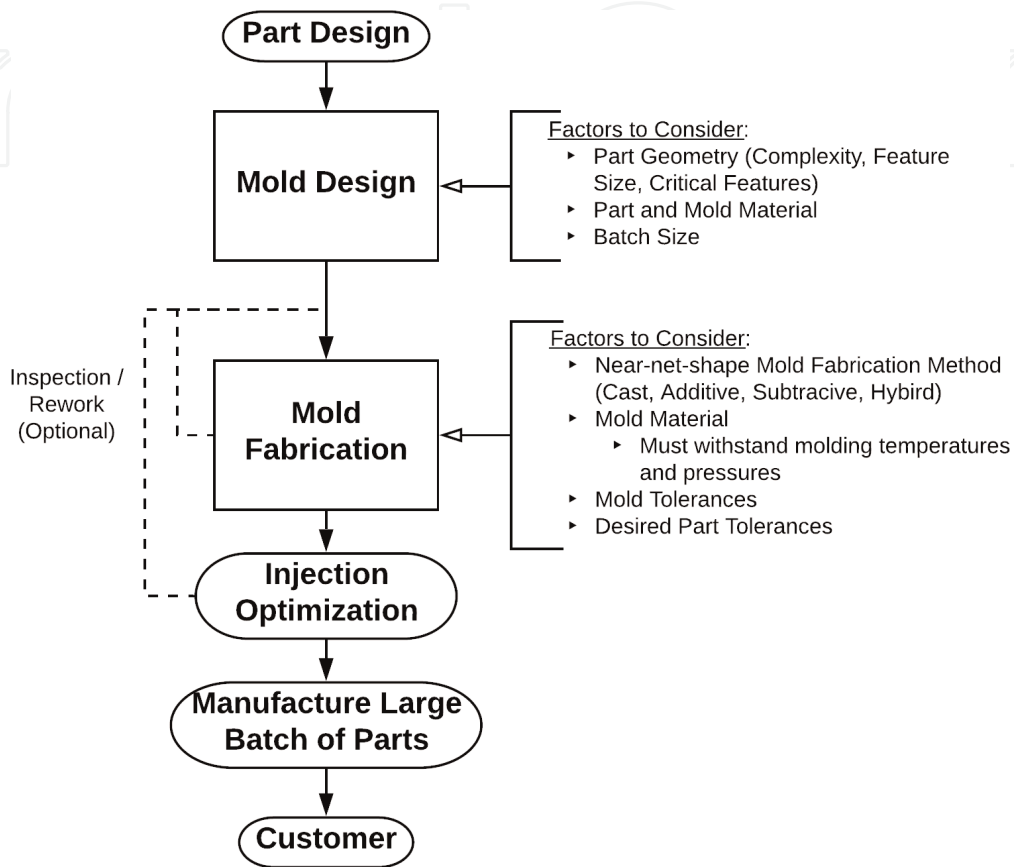 Part Design
Mold Design
Factors to Consider:
‣ Part Geometry (Complexity, Feature
Size, Critical Features)
‣ Part and Mold Material
‣ Batch Size
Inspection /
Rework
(Optional)
Mold
Fabrication
Factors to Consider:
‣ Near-net-shape Mold Fabrication Method
(Cast, Additive, Subtracive, Hybird)
‣ Mold Material
‣ Must withstand molding temperatures
and pressures
‣ Mold Tolerances
‣ Desired Part Tolerances
Injection
Optimization
Manufacture Large
Batch of Parts
Customer